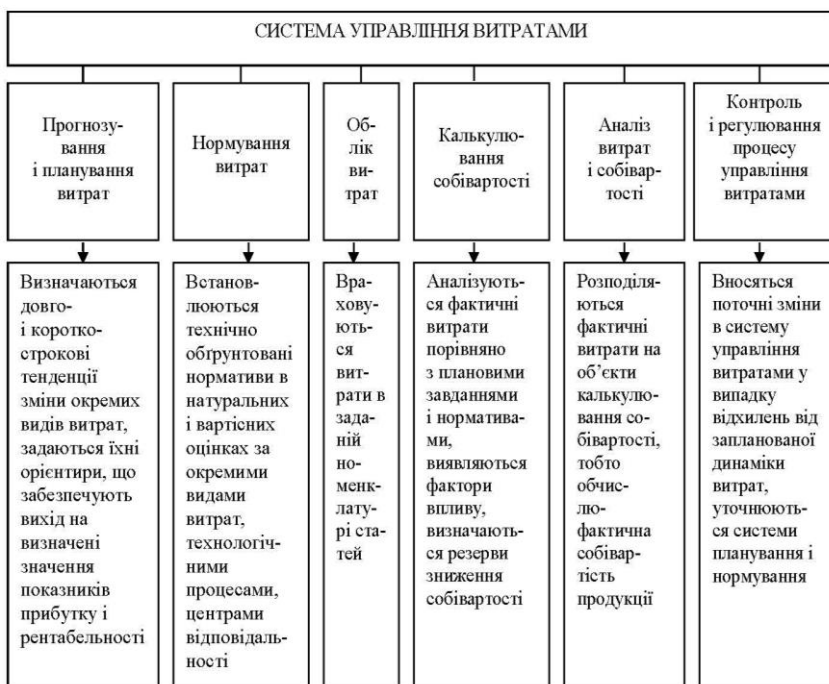 СИСТЕМА УПРАВЛІННЯ ВИТРАТАМИ
Прогнозу-
вання
і планування
витрат
Нормування
витрат
Об-
лік
ви-
трат
Калькулю-
вання
собівартості
Аналіз
витрат
і собівар-
тості
Контроль
і регулювання
процесу
управління
витратами
Визначаються
довго-
і коротко-
строкові
тенденції
зміни окремих
видів витрат,
задаються їхні
орієнтири, що
забезпечують
вихід на
визначені
значення
показників
прибутку і
рентабельності
Встанов-
люються
технічно
обґрунтовані
нормативи в
натуральних
і вартісних
оцінках за
окремими
видами
витрат,
технологіч-
ними
процесами,
центрами
відповідаль-
ності
Вра-
ховую-
ють-
ся
вит-
рати в
зада-
ній
но-
менк-
лату-
рі ста-
тей
Аналізують-
ся фактичні
витрати
порівняно
з плановими
завданнями
і норматива-
ми,
виявляються
фактори
впливу,
визначають-
ся резерви
зниження
собівартості
Розподіля-
ються
фактичні
витрати на
об’єкти
калькулю-
вання со-
бівартості,
тобто
обчис-
лю-
фактична
собівар-
тість
продукції
Вносяться
поточні зміни
в систему
управління
витратами у
випадку
відхилень від
запланованої
динаміки
витрат,
уточнюють-
ся системи
планування і
нормування